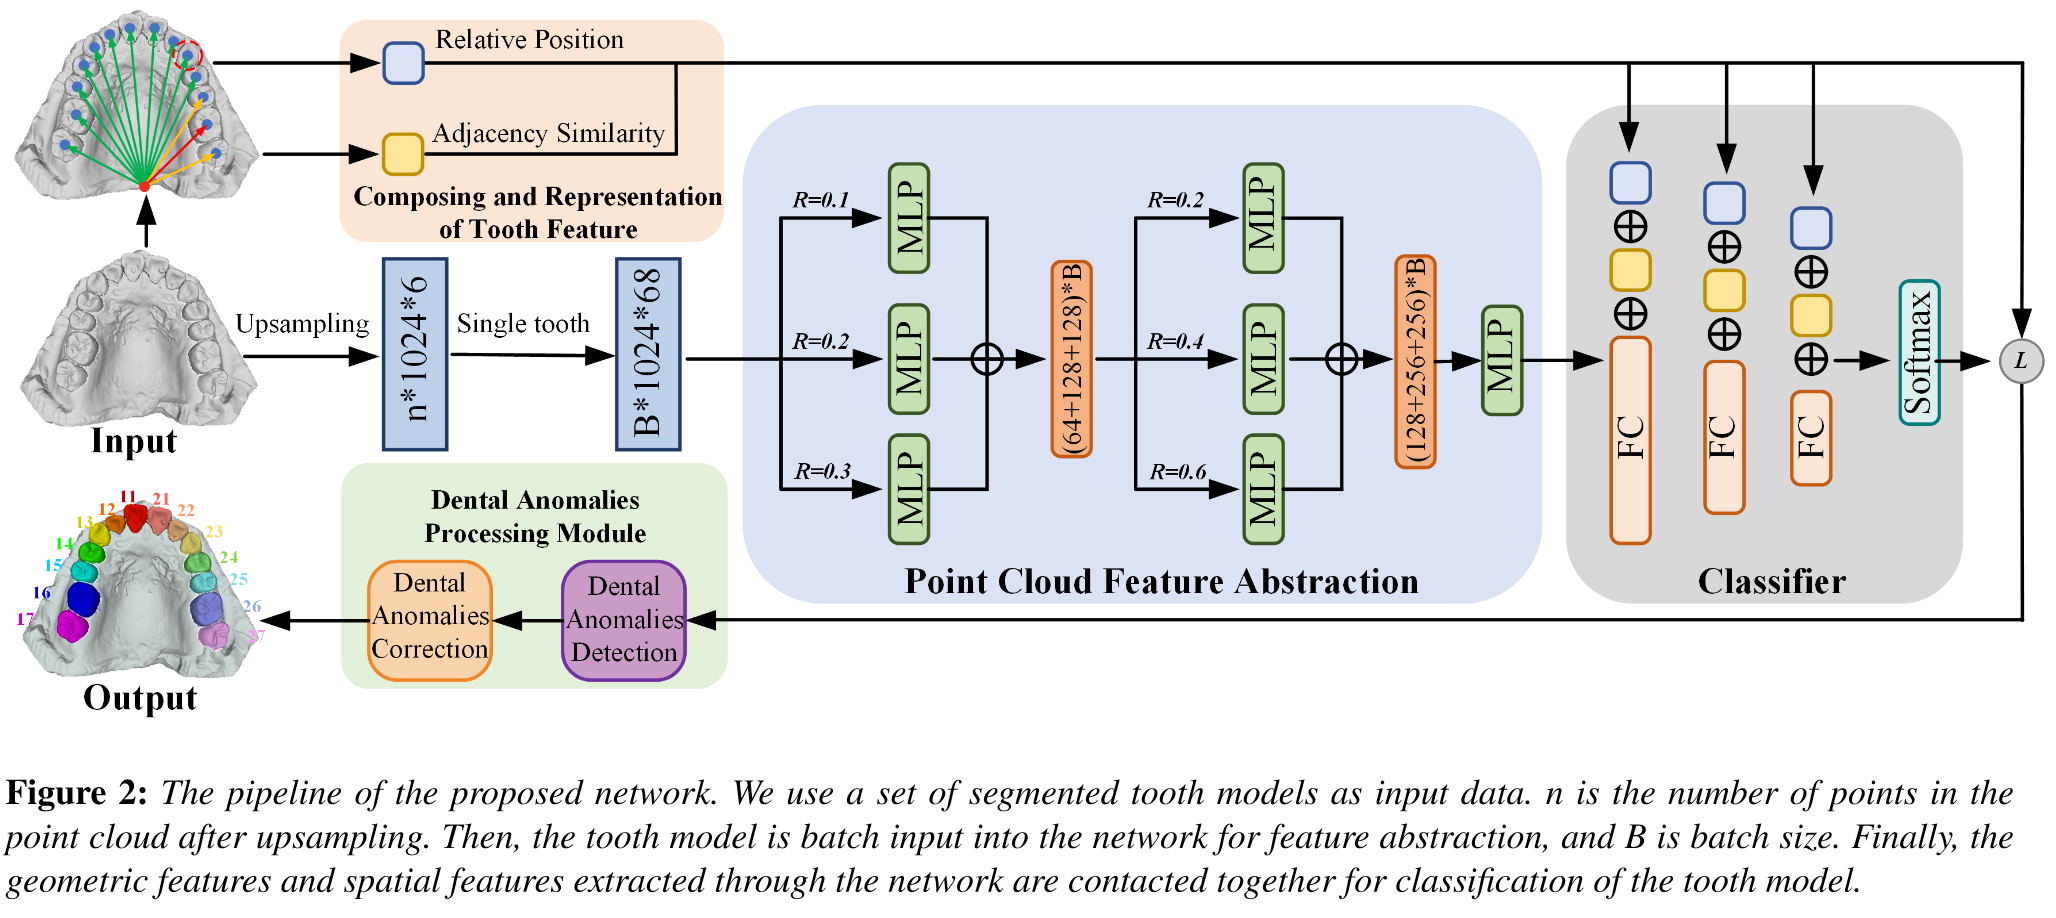 Relative Position
Adjacency Similarity
Composing and Representation
of Tooth Feature
Input
Upsampling
n*1024*6
Single tooth
B*1024*68
R=0.1
MLP
R=0.2
MLP
R=0.3
MLP
(64+128+128)*B
R=0.2
MLP
R=0.4
MLP
R=0.6
MLP
(128+256+256)*B
MLP
Point Cloud Feature Abstraction
FC
FC
FC
Softmax
Classifier
L
Dental Anomalies
Processing Module
Dental
Anomalies
Correction
Dental
Anomalies
Detection
11
21
12
22
13
23
14
24
15
25
16
26
17
27
Output
Figure 2: The pipeline of the proposed network. We use a set of segmented tooth models as input data. n is the number of points in the
point cloud after upsampling. Then, the tooth model is batch input into the network for feature abstraction, and B is batch size. Finally, the
geometric features and spatial features extracted through the network are contacted together for classification of the tooth model.